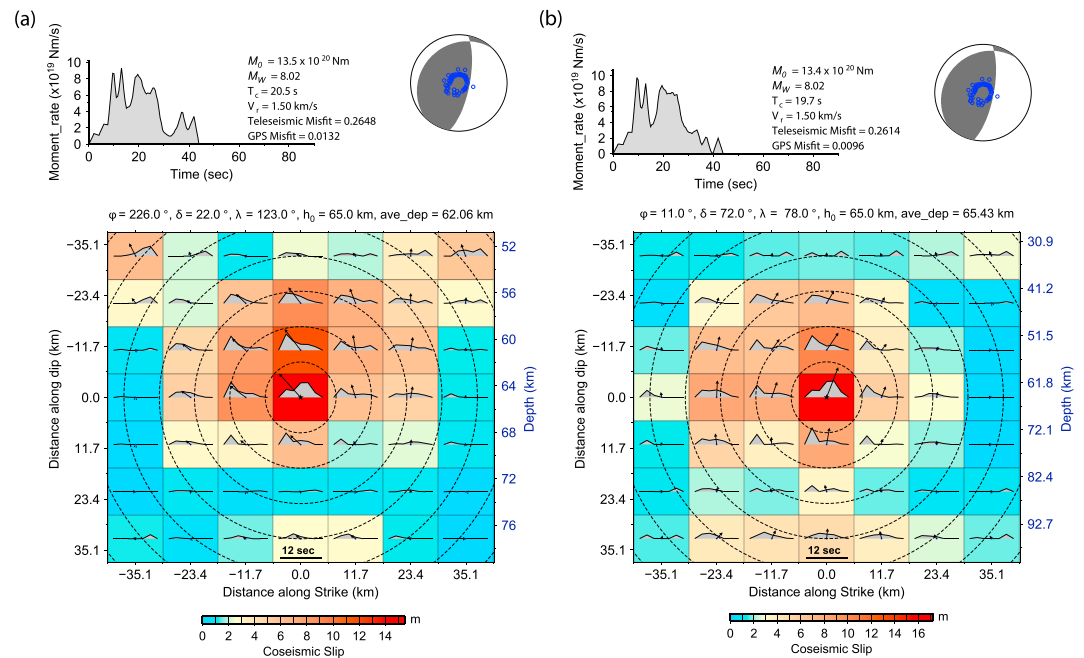 (a)
Moment_rate (x10¹⁹ Nm/s)
10
8
6
4
2
0
0 20 40 60 80
Time (sec)
M₀ = 13.5 x 10²⁰ Nm
M_W = 8.02
T_c = 20.5 s
V_r = 1.50 km/s
Teleseismic Misfit = 0.2648
GPS Misfit = 0.0132
φ = 226.0 °, δ = 22.0 °, λ = 123.0 °, h₀ = 65.0 km, ave_dep = 62.06 km
Distance along dip (km)
−35.1
−23.4
−11.7
0.0
11.7
23.4
35.1
52
56
60
64
68
72
76
Depth (km)
12 sec
−35.1 −23.4 −11.7 0.0 11.7 23.4 35.1
Distance along Strike (km)
0 2 4 6 8 10 12 14 m
Coseismic Slip
(b)
Moment_rate (x10¹⁹ Nm/s)
10
8
6
4
2
0
0 20 40 60 80
Time (sec)
M₀ = 13.4 x 10²⁰ Nm
M_W = 8.02
T_c = 19.7 s
V_r = 1.50 km/s
Teleseismic Misfit = 0.2614
GPS Misfit = 0.0096
φ = 11.0 °, δ = 72.0 °, λ = 78.0 °, h₀ = 65.0 km, ave_dep = 65.43 km
Distance along dip (km)
−35.1
−23.4
−11.7
0.0
11.7
23.4
35.1
30.9
41.2
51.5
61.8
72.1
82.4
92.7
Depth (km)
12 sec
−35.1 −23.4 −11.7 0.0 11.7 23.4 35.1
Distance along Strike (km)
0 2 4 6 8 10 12 14 16 m
Coseismic Slip